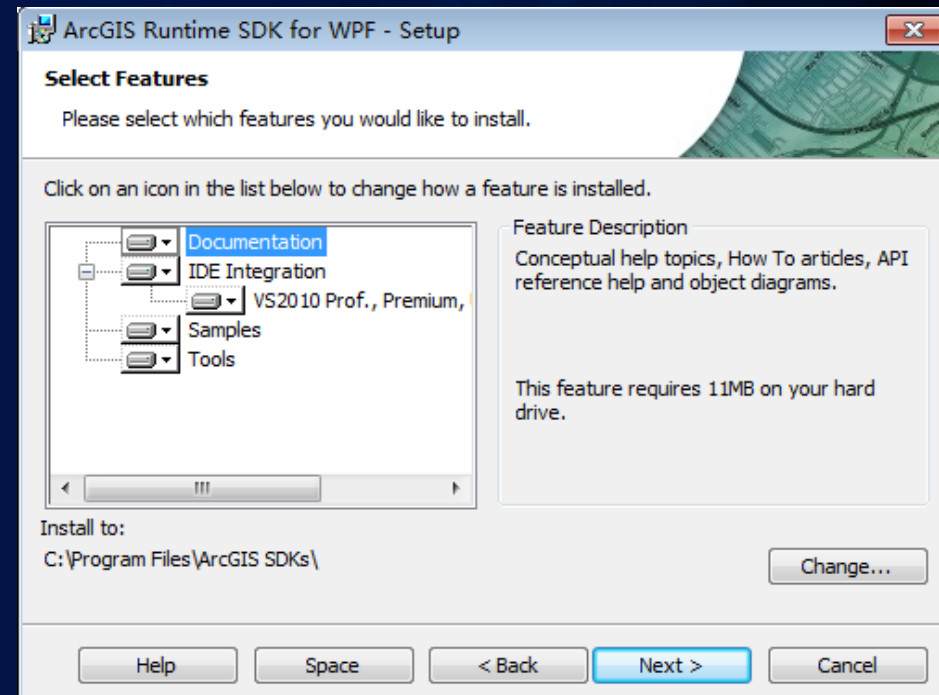 ArcGIS Runtime SDK for WPF - Setup
Select Features
Please select which features you would like to install.
Click on an icon in the list below to change how a feature is installed.
Documentation
IDE Integration
VS2010 Prof., Premium,
Samples
Tools
Feature Description
Conceptual help topics, How To articles, API
reference help and object diagrams.
This feature requires 11MB on your hard
drive.
Install to:
C:\Program Files\ArcGIS SDKs\
Change...
Help
Space
< Back
Next >
Cancel